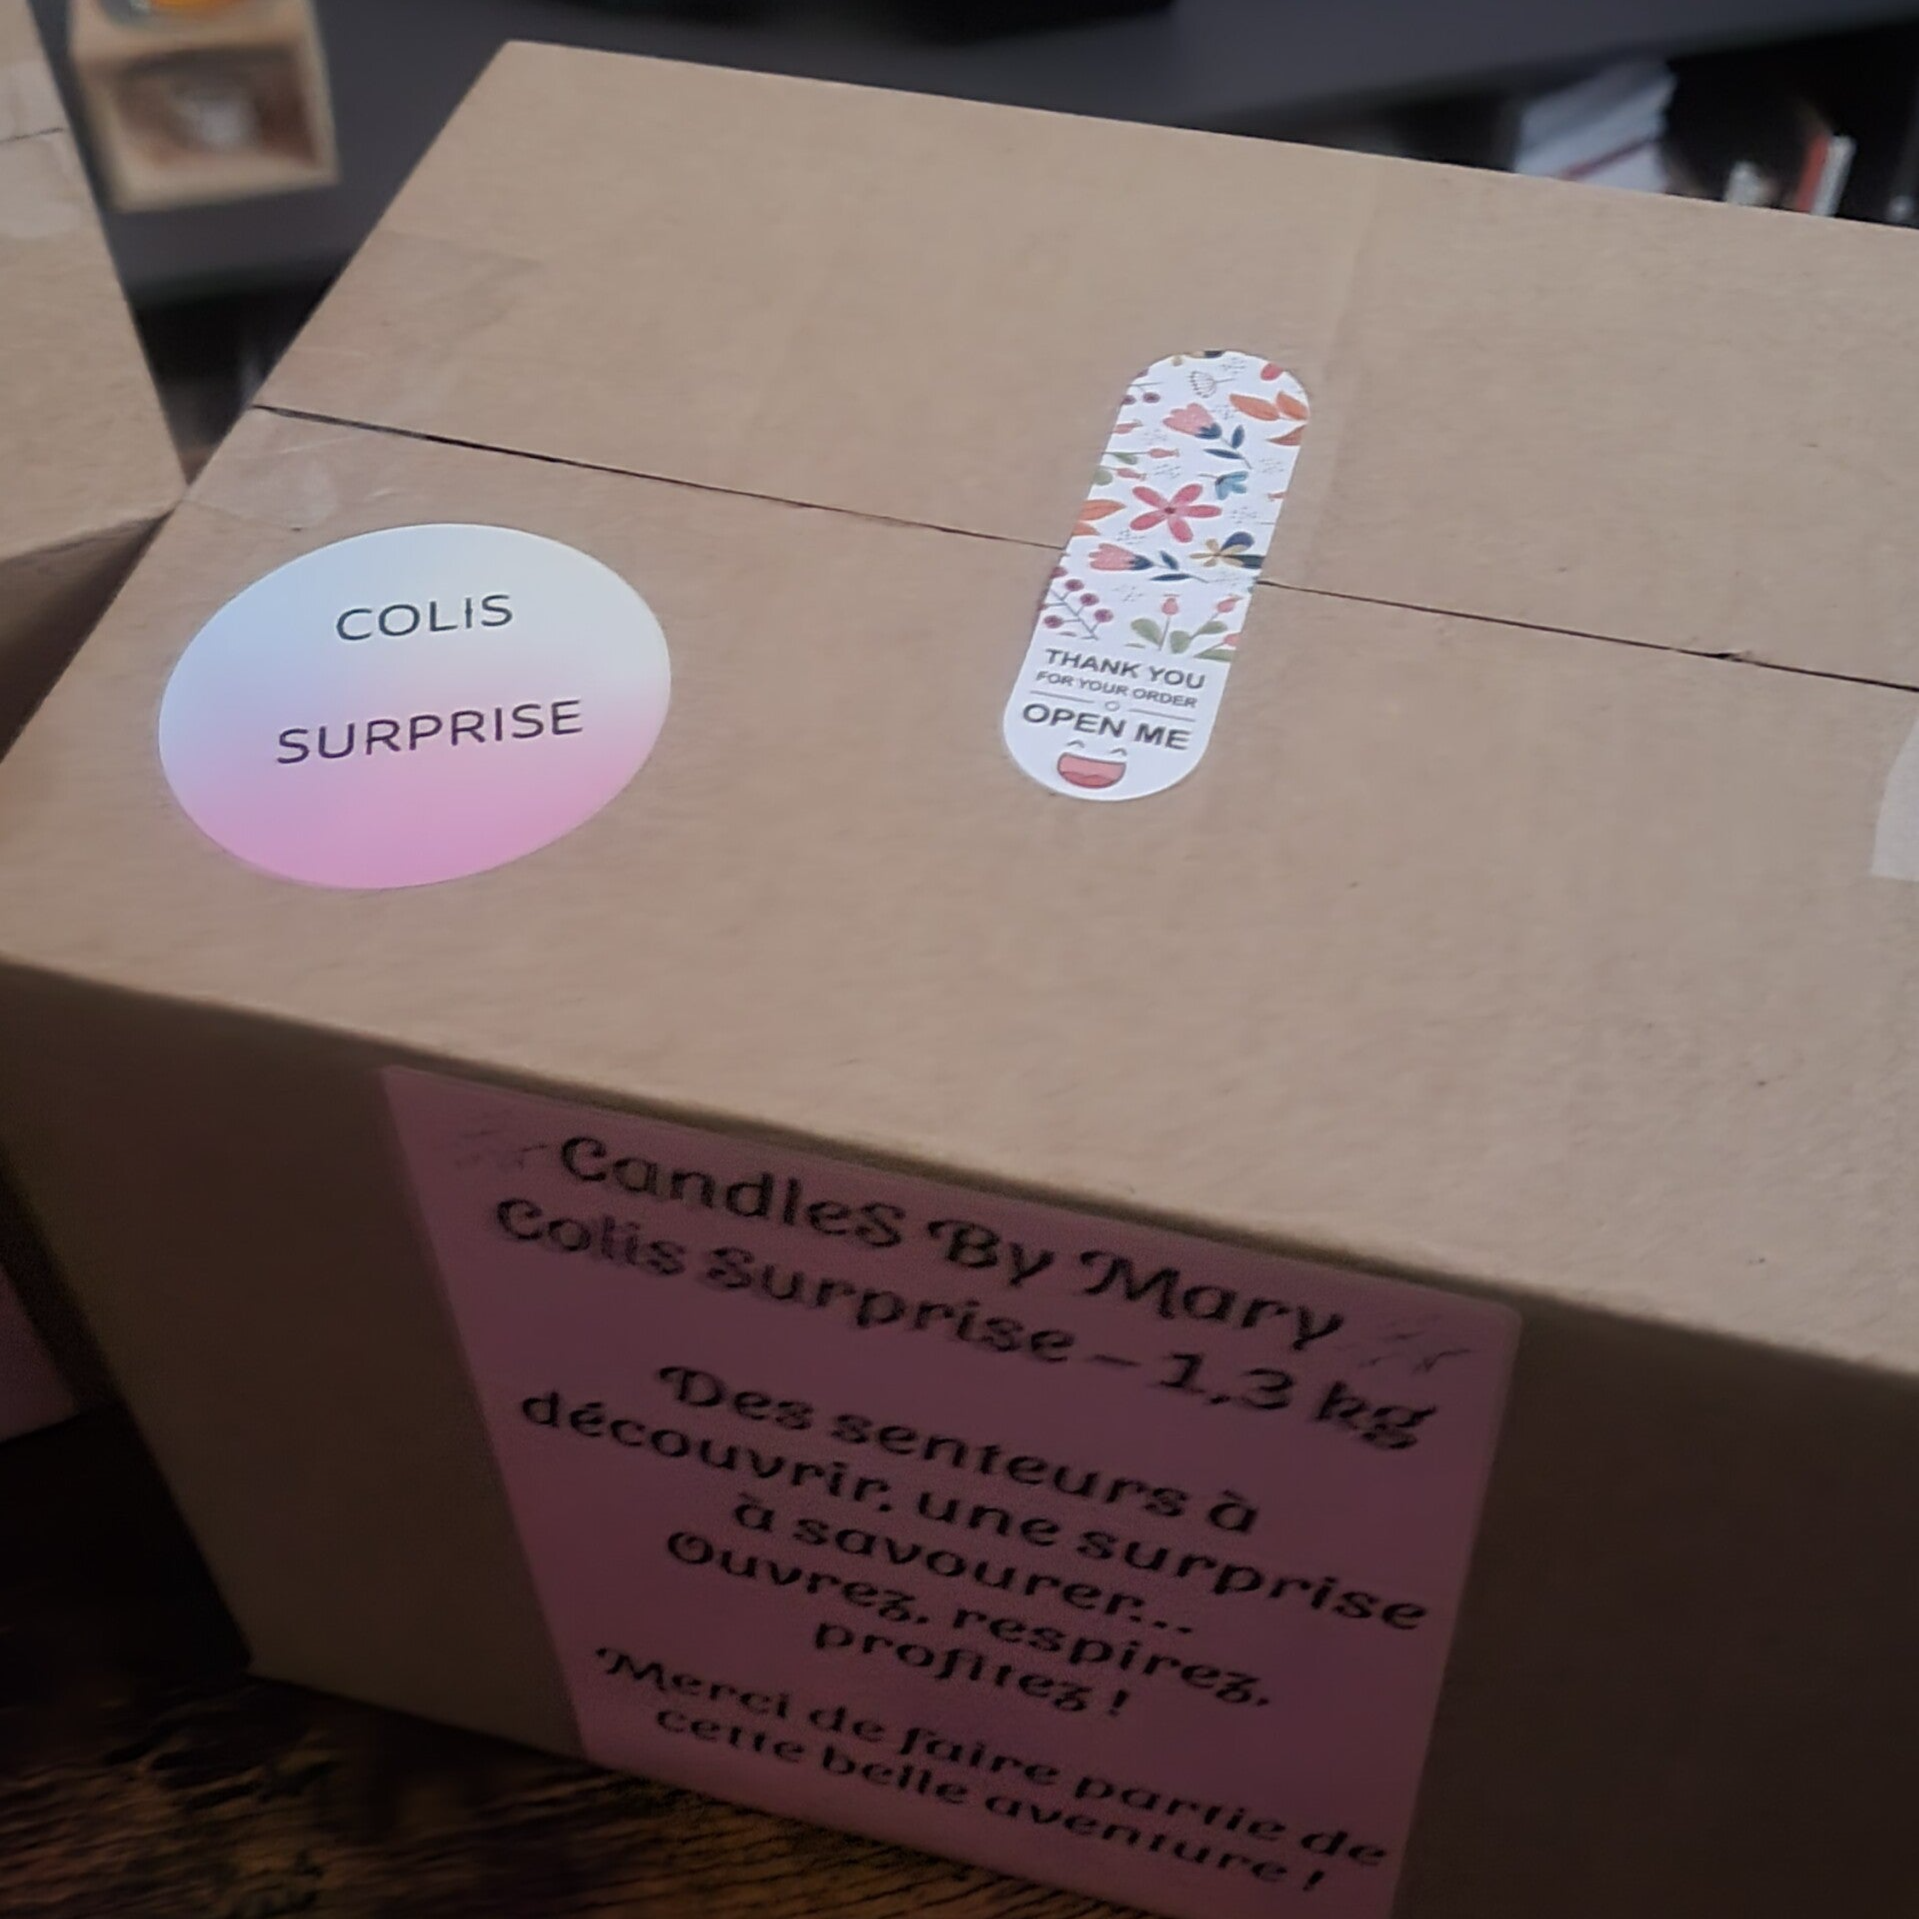 COLIS
SURPRISE
THANK YOU
FOR YOUR ORDER
OPEN ME
CandleS By Mary
Colis Surprise – 1,3 kg
Des senteurs à
découvrir, une surprise
à savourer...
Ouvrez, respirez,
profitez !
Merci de faire partie de
cette belle aventure !